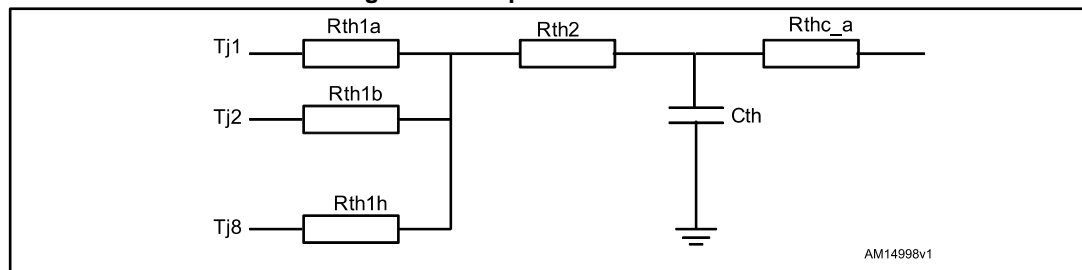 Rth1a
Rth2
Rthc_a
Tj1
Rth1b
Tj2
Cth
Rth1h
Tj8
AM14998v1